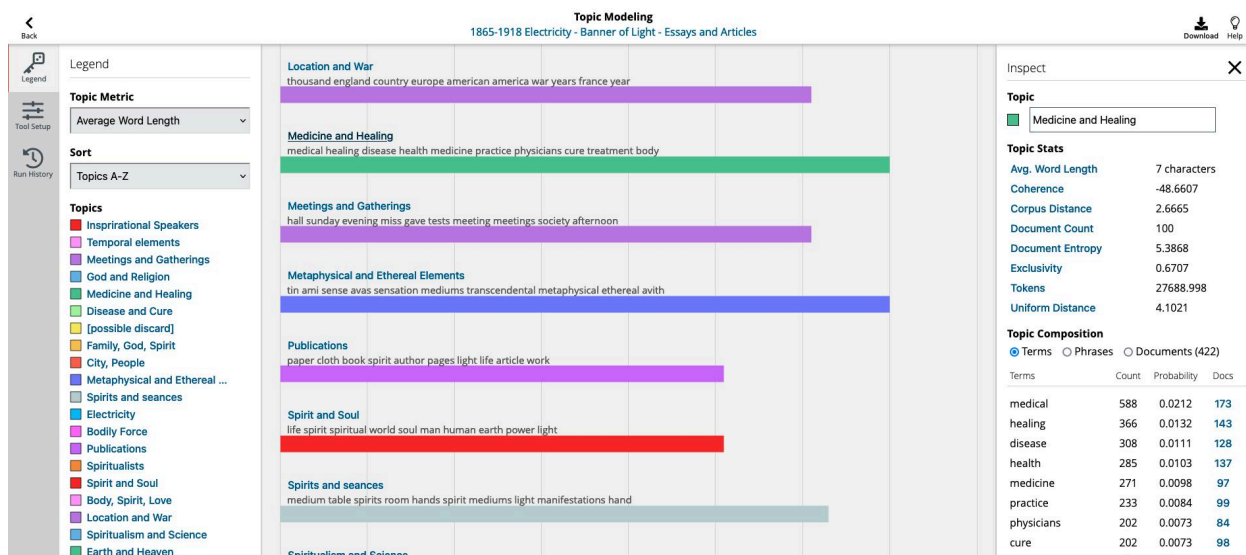 Topic Modeling
1865-1918 Electricity - Banner of Light - Essays and Articles
Back
Download
Help
Legend
Tool Setup
Run History
Legend
Topic Metric
Average Word Length
Sort
Topics A-Z
Topics
Insprirational Speakers
Temporal elements
Meetings and Gatherings
God and Religion
Medicine and Healing
Disease and Cure
[possible discard]
Family, God, Spirit
City, People
Metaphysical and Ethereal ...
Spirits and seances
Electricity
Bodily Force
Publications
Spiritualists
Spirit and Soul
Body, Spirit, Love
Location and War
Spiritualism and Science
Earth and Heaven
Location and War
thousand england country europe american america war years france year
Medicine and Healing
medical healing disease health medicine practice physicians cure treatment body
Meetings and Gatherings
hall sunday evening miss gave tests meeting meetings society afternoon
Metaphysical and Ethereal Elements
tin ami sense avas sensation mediums transcendental metaphysical ethereal avith
Publications
paper cloth book spirit author pages light life article work
Spirit and Soul
life spirit spiritual world soul man human earth power light
Spirits and seances
medium table spirits room hands spirit mediums light manifestations hand
Spiritualism and Science
Inspect
Topic
Medicine and Healing
Topic Stats
Avg. Word Length 7 characters
Coherence -48.6607
Corpus Distance 2.6665
Document Count 100
Document Entropy 5.3868
Exclusivity 0.6707
Tokens 27688.998
Uniform Distance 4.1021
Topic Composition
Terms Phrases Documents (422)
Terms Count Probability Docs
medical 588 0.0212 173
healing 366 0.0132 143
disease 308 0.0111 128
health 285 0.0103 137
medicine 271 0.0098 97
practice 233 0.0084 99
physicians 202 0.0073 84
cure 202 0.0073 98